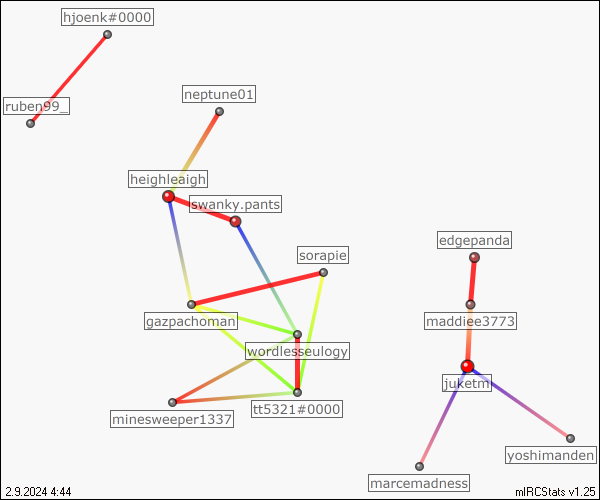 hjoenk#0000
ruben99_
neptune01
heighleaigh
swanky.pants
edgepanda
sorapie
gazpachoman
maddiee3773
wordlesseulogy
juketm
minesweeper1337
tt5321#0000
yoshimanden
marcemadness
2.9.2024 4:44
mIRCStats v1.25